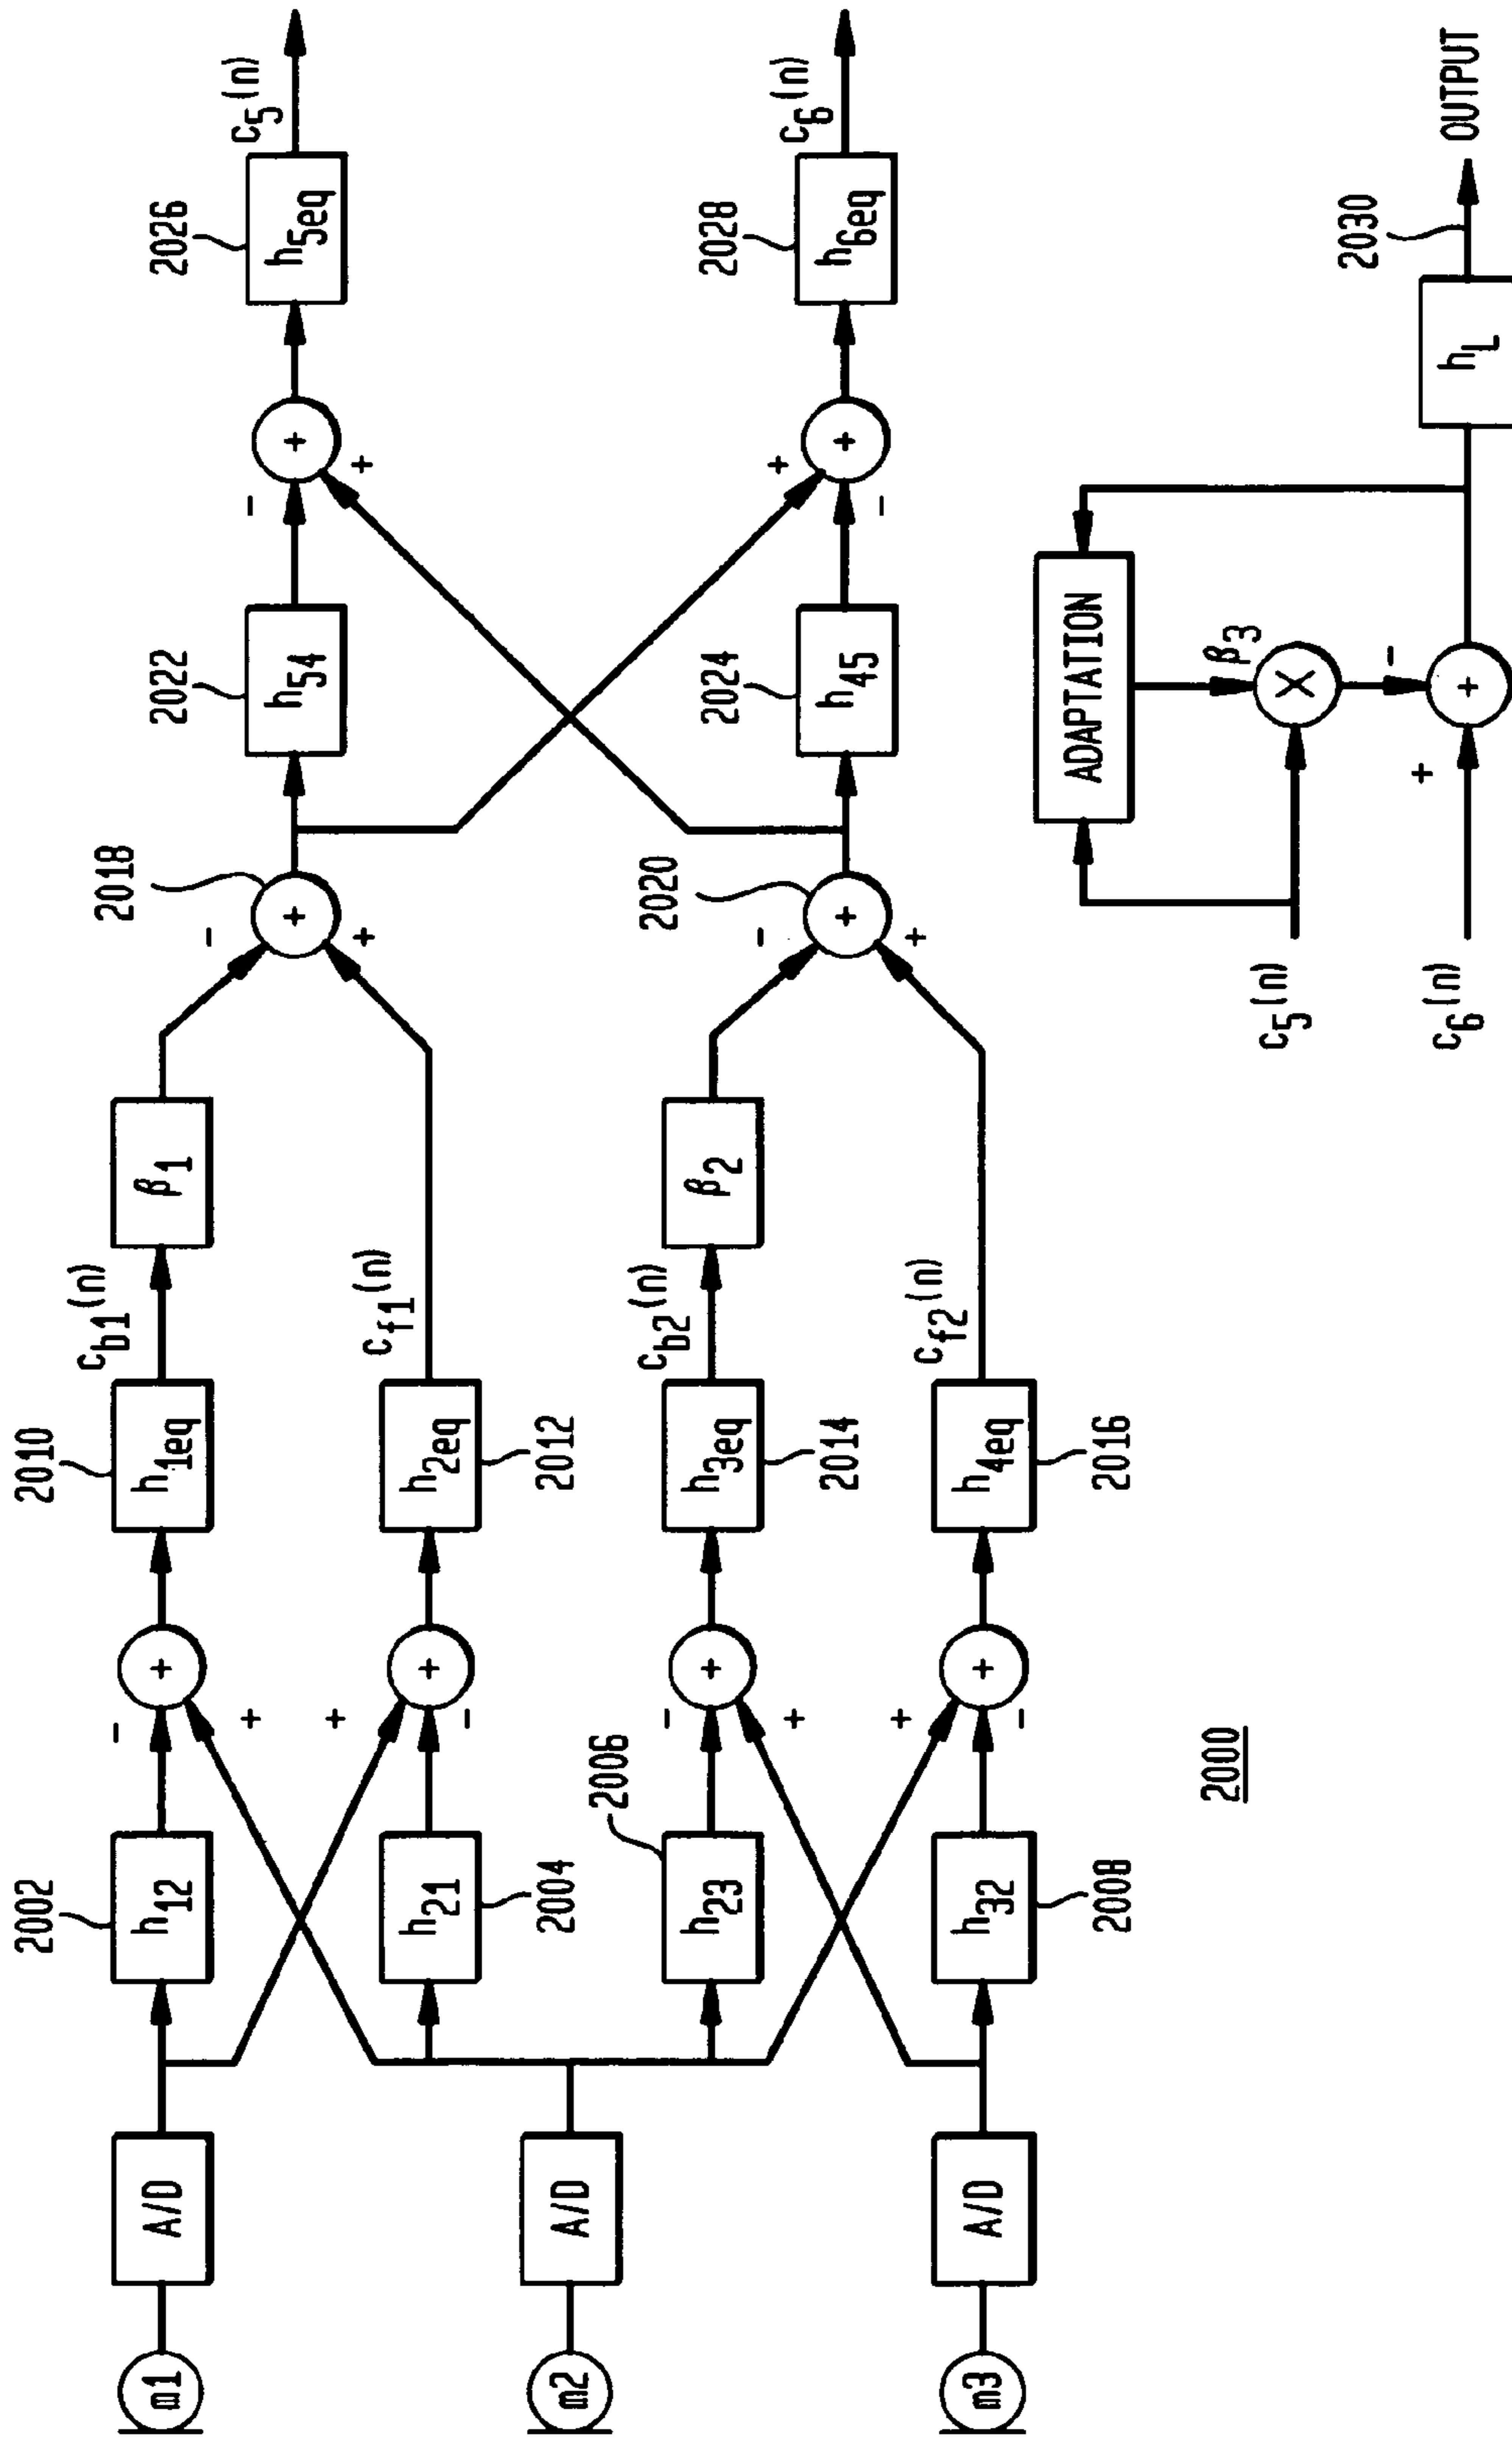 m1
A/D
2002
h12
-
+
+
2010
h1eq
cb1(n)
β1
-
+
2018
+
2022
h54
-
+
+
2026
h5eq
c5(n)
+
+
-
h21
2004
h2eq
2012
cf1(n)
m2
A/D
2006
h23
-
+
+
h3eq
2014
cb2(n)
β2
-
+
2020
+
2024
h45
+
+
-
2028
h6eq
c6(n)
m3
A/D
h32
2008
+
+
-
h4eq
2016
cf2(n)
ADAPTATION
c5(n)
X
β3
-
c6(n)
+
+
hL
2030
OUTPUT
2000